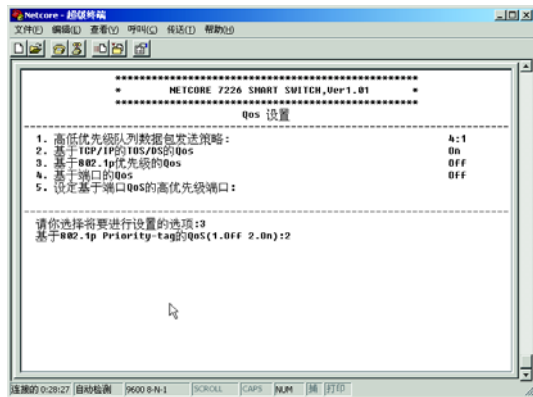 Netcore - 超级终端
文件(F) 编辑(E) 查看(V) 呼叫(C) 传送(T) 帮助(H)
****************************************************
* NETCORE 7226 SMART SWITCH,Ver1.01 *
****************************************************
Qos 设置
1. 高低优先级队列数据包发送策略: 4:1
2. 基于TCP/IP的TOS/DS的Qos On
3. 基于802.1p优先级的Qos Off
4. 基于端口的Qos Off
5. 设定基于端口QoS的高优先级端口:
请你选择将要进行设置的选项:3
基于802.1p Priority-tag的QoS(1.Off 2.On):2
连接的 0:28:27 自动检测 9600 8-N-1 SCROLL CAPS NUM 捕 打印